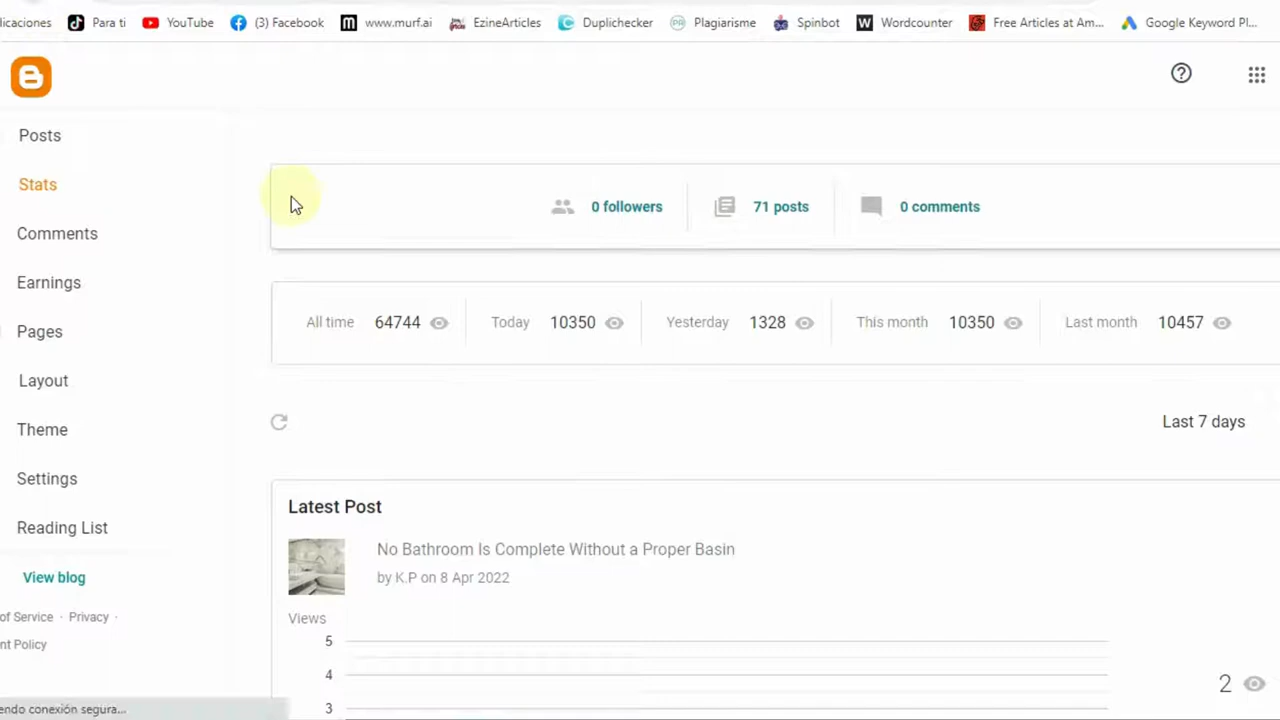 licaciones Para ti YouTube (3) Facebook www.murf.ai EzineArticles Duplichecker Plagiarisme Spinbot Wordcounter Free Articles at Am... Google Keyword Pl...
Posts
Stats
Comments
Earnings
Pages
Layout
Theme
Settings
Reading List
View blog
of Service · Privacy ·
nt Policy
0 followers 71 posts 0 comments
All time 64744 Today 10350 Yesterday 1328 This month 10350 Last month 10457
Last 7 days
Latest Post
No Bathroom Is Complete Without a Proper Basin
by K.P on 8 Apr 2022
Views
5
4
3
2
endo conexión segura...